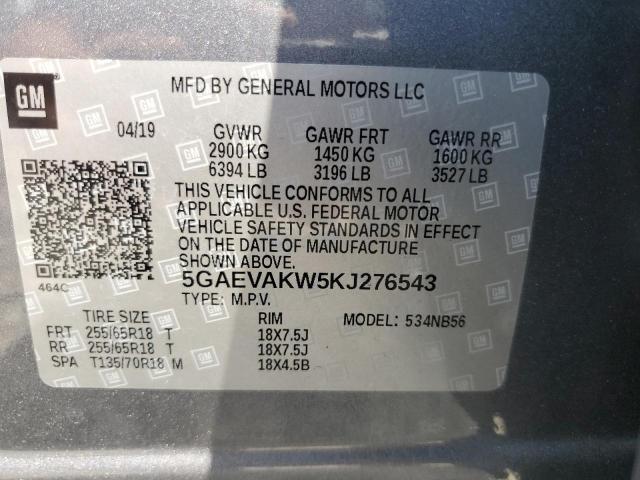 GM
MFD BY GENERAL MOTORS LLC
04/19 GVWR GAWR FRT GAWR RR
2900 KG 1450 KG 1600 KG
6394 LB 3196 LB 3527 LB
THIS VEHICLE CONFORMS TO ALL
APPLICABLE U.S. FEDERAL MOTOR
VEHICLE SAFETY STANDARDS IN EFFECT
ON THE DATE OF MANUFACTURE
SHOWN ABOVE.
464C 5GAEVAKW5KJ276543
TYPE: M.P.V.
TIRE SIZE RIM MODEL: 534NB56
FRT 255/65R18 T 18X7.5J
RR 255/65R18 T 18X7.5J
SPA T135/70R18 M 18X4.5B